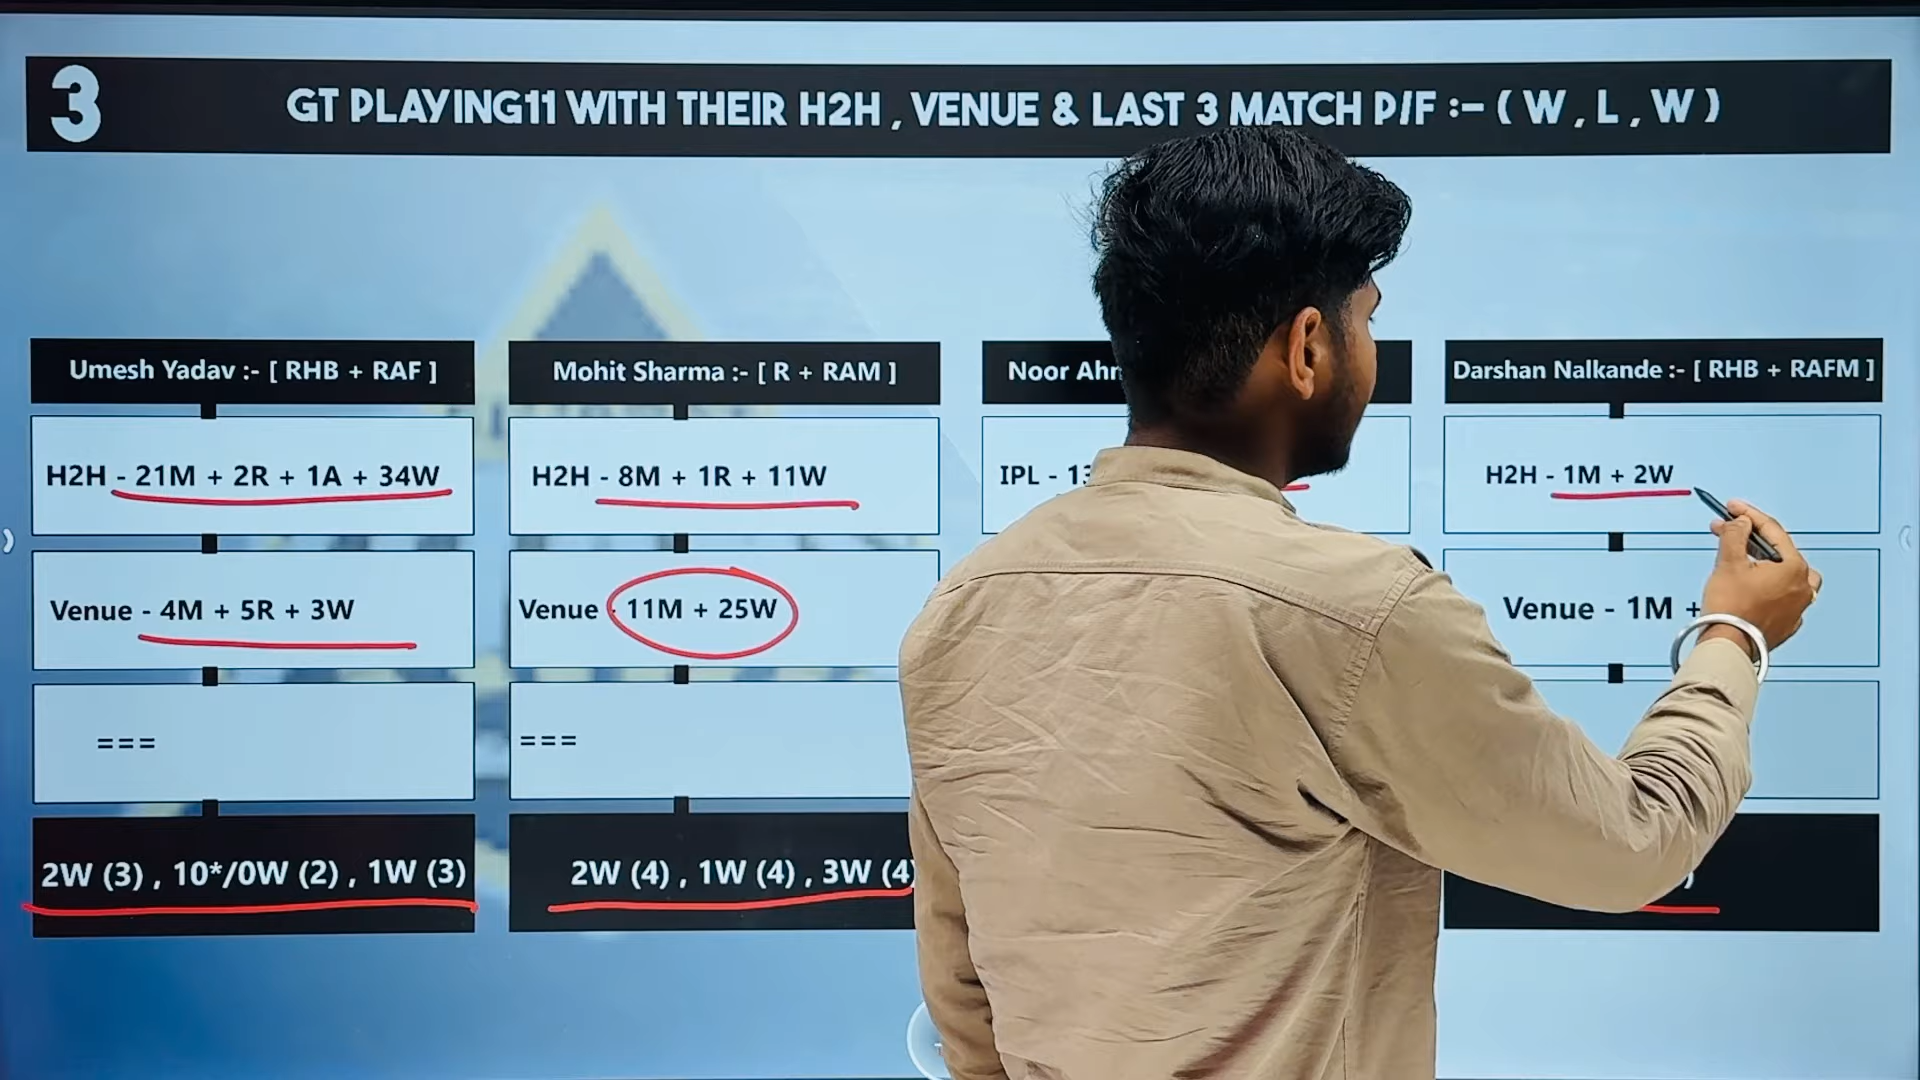 3
GT PLAYING11 WITH THEIR H2H , VENUE & LAST 3 MATCH P/F :- ( W , L , W )
Umesh Yadav :- [ RHB + RAF ]
H2H - 21M + 2R + 1A + 34W
Venue - 4M + 5R + 3W
===
2W (3) , 10*/0W (2) , 1W (3)
Mohit Sharma :- [ R + RAM ]
H2H - 8M + 1R + 11W
Venue - 11M + 25W
===
2W (4) , 1W (4) , 3W (4)
Noor
IPL -
Darshan Nalkande :- [ RHB + RAFM ]
H2H - 1M + 2W
Venue - 1M +